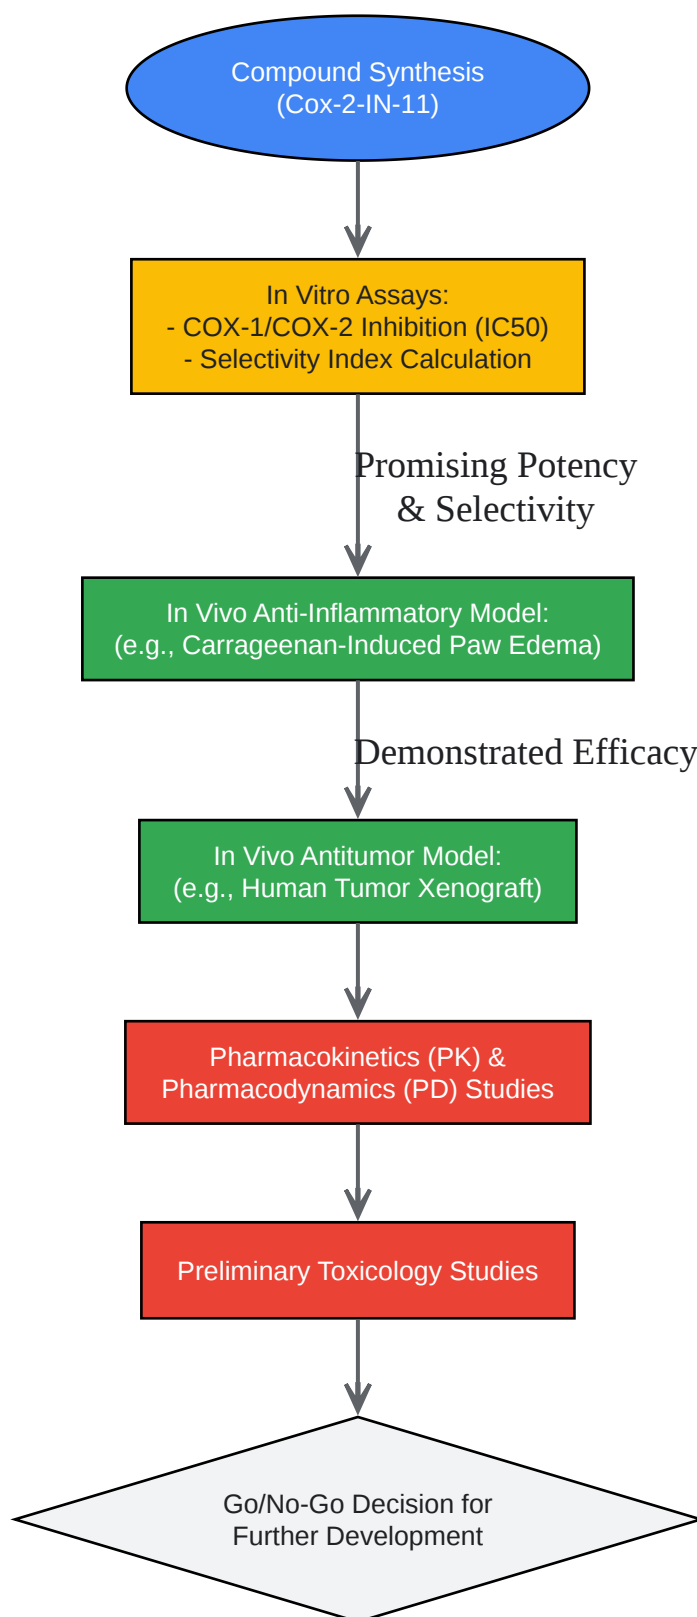 Compound Synthesis
(Cox-2-IN-11)
In Vitro Assays:
- COX-1/COX-2 Inhibition (IC50)
- Selectivity Index Calculation
Promising Potency
& Selectivity
In Vivo Anti-Inflammatory Model:
(e.g., Carrageenan-Induced Paw Edema)
Demonstrated Efficacy
In Vivo Antitumor Model:
(e.g., Human Tumor Xenograft)
Pharmacokinetics (PK) &
Pharmacodynamics (PD) Studies
Preliminary Toxicology Studies
Go/No-Go Decision for
Further Development